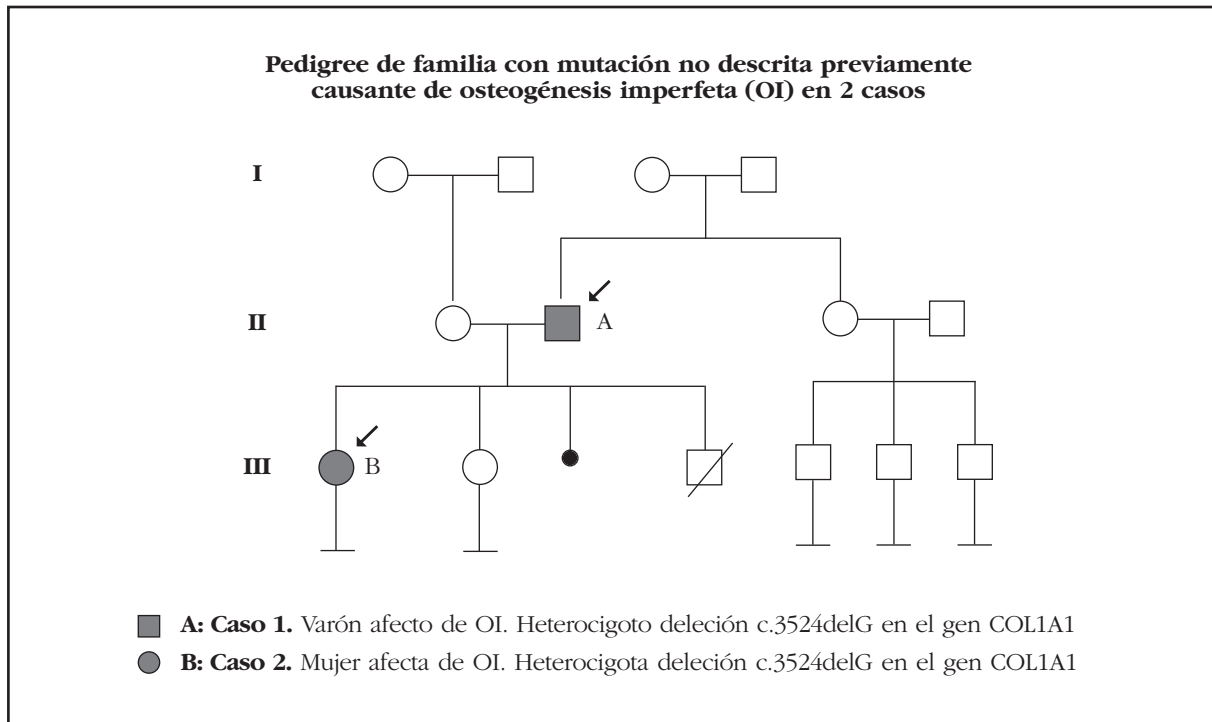 Pedigree de familia con mutación no descrita previamente
causante de osteogénesis imperfeta (OI) en 2 casos
I
II
A
III
B
A: Caso 1. Varón afecto de OI. Heterocigoto deleción c.3524delG en el gen COL1A1
B: Caso 2. Mujer afecta de OI. Heterocigota deleción c.3524delG en el gen COL1A1